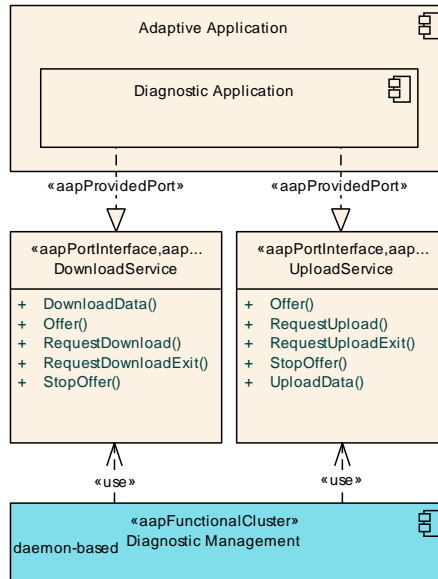 Adaptive Application
Diagnostic Application
«aapProvidedPort» «aapProvidedPort»
«aapPortInterface,aap...
DownloadService
+ DownloadData()
+ Offer()
+ RequestDownload()
+ RequestDownloadExit()
+ StopOffer()
«aapPortInterface,aap...
UploadService
+ Offer()
+ RequestUpload()
+ RequestUploadExit()
+ StopOffer()
+ UploadData()
«use» «use»
«aapFunctionalCluster»
Diagnostic Management
daemon-based